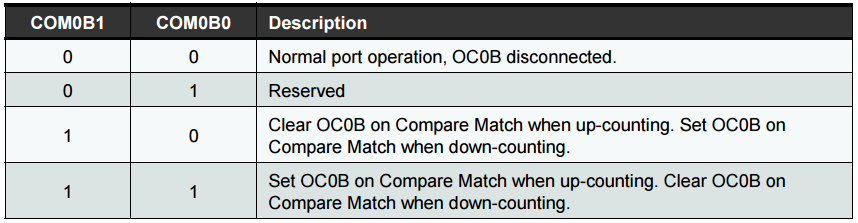 COM0B1 COM0B0 Description
0 0 Normal port operation, OC0B disconnected.
0 1 Reserved
1 0 Clear OC0B on Compare Match when up-counting. Set OC0B on
Compare Match when down-counting.
1 1 Set OC0B on Compare Match when up-counting. Clear OC0B on
Compare Match when down-counting.